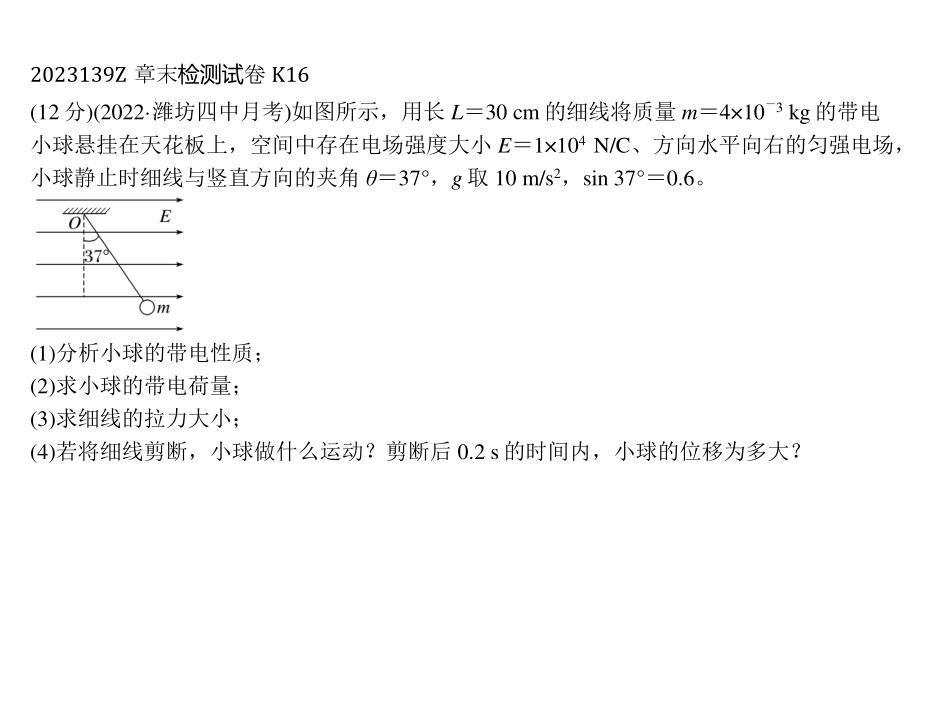 2023139Z 章末检测试卷 K16
(12 分)(2022·潍坊四中月考)如图所示，用长 L＝30 cm 的细线将质量 m＝4×10⁻³ kg 的带电
小球悬挂在天花板上，空间中存在电场强度大小 E＝1×10⁴ N/C、方向水平向右的匀强电场，
小球静止时细线与竖直方向的夹角 θ＝37°，g 取 10 m/s²，sin 37°＝0.6。
O E
37°
m
(1)分析小球的带电性质；
(2)求小球的带电荷量；
(3)求细线的拉力大小；
(4)若将细线剪断，小球做什么运动？剪断后 0.2 s 的时间内，小球的位移为多大？